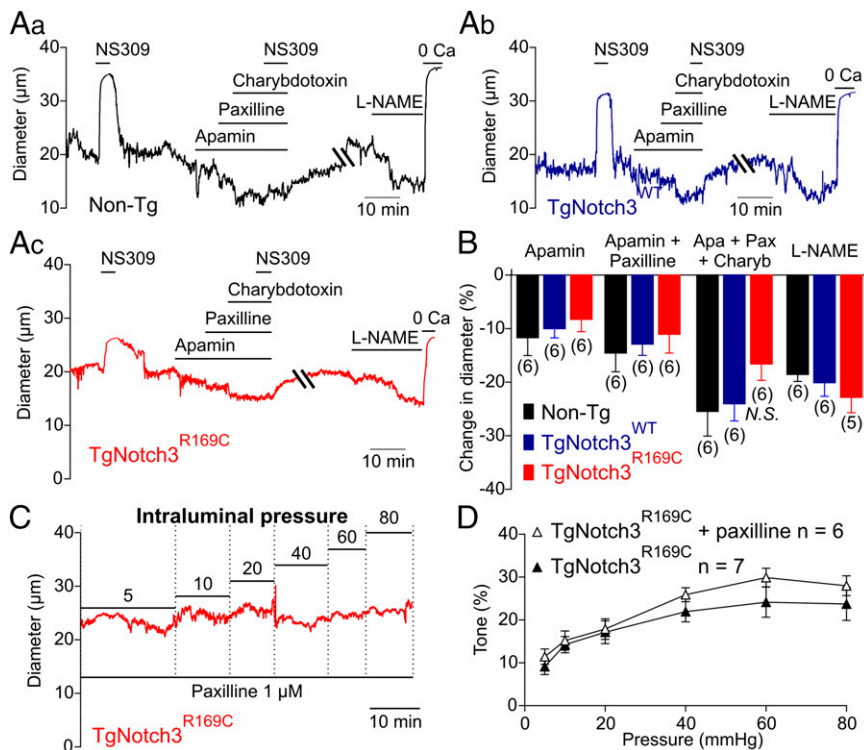 Aa
NS309
NS309
0 Ca
Charybdotoxin
Paxilline
L-NAME
Apamin
Diameter (µm)
40
30
20
10
0
Non-Tg
10 min
Ab
NS309
NS309
0 Ca
Charybdotoxin
Paxilline
L-NAME
Apamin
Diameter (µm)
40
30
20
10
0
TgNotch3WT
10 min
Ac
NS309
NS309
0 Ca
Charybdotoxin
Paxilline
L-NAME
Apamin
Diameter (µm)
40
30
20
10
0
TgNotch3R169C
10 min
B
Apamin
Apamin + Paxilline
Apa + Pax + Charyb
L-NAME
Change in diameter (%)
0
-10
-20
-30
-40
(6)
(6)
(6)
(6)
(6)
(6)
(6)
(6)
(6)
N.S.
(6)
(6)
(5)
Non-Tg
TgNotch3WT
TgNotch3R169C
C
Intraluminal pressure
5
10
20
40
60
80
Diameter (µm)
40
30
20
10
0
Paxilline 1 µM
TgNotch3R169C
10 min
D
TgNotch3R169C + paxilline n = 6
TgNotch3R169C n = 7
Tone (%)
40
30
20
10
0
0
20
40
60
80
Pressure (mmHg)